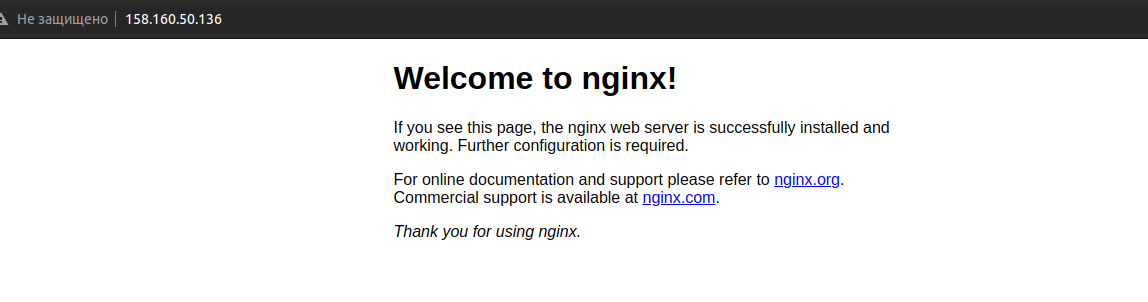 Не защищено 158.160.50.136
Welcome to nginx!
If you see this page, the nginx web server is successfully installed and
working. Further configuration is required.
For online documentation and support please refer to nginx.org.
Commercial support is available at nginx.com.
Thank you for using nginx.